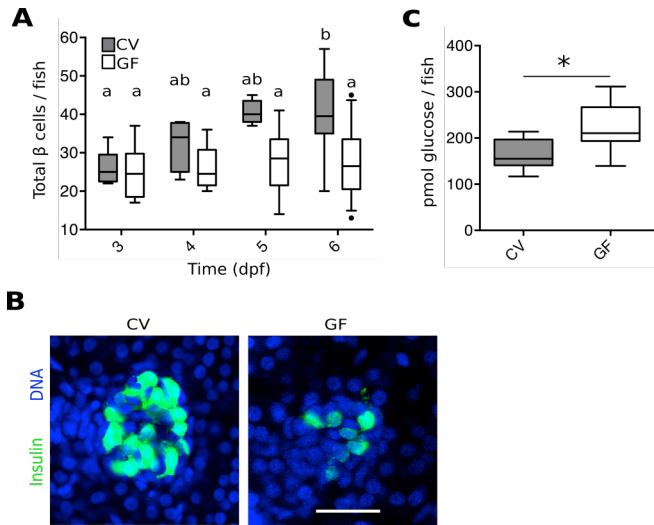 A
CV
GF
Total β cells / fish
60
50
40
30
20
10
a
a
ab
a
ab
a
b
a
3
4
5
6
Time (dpf)
C
pmol glucose / fish
400
300
200
100
0
*
CV
GF
B
CV
GF
DNA
Insulin